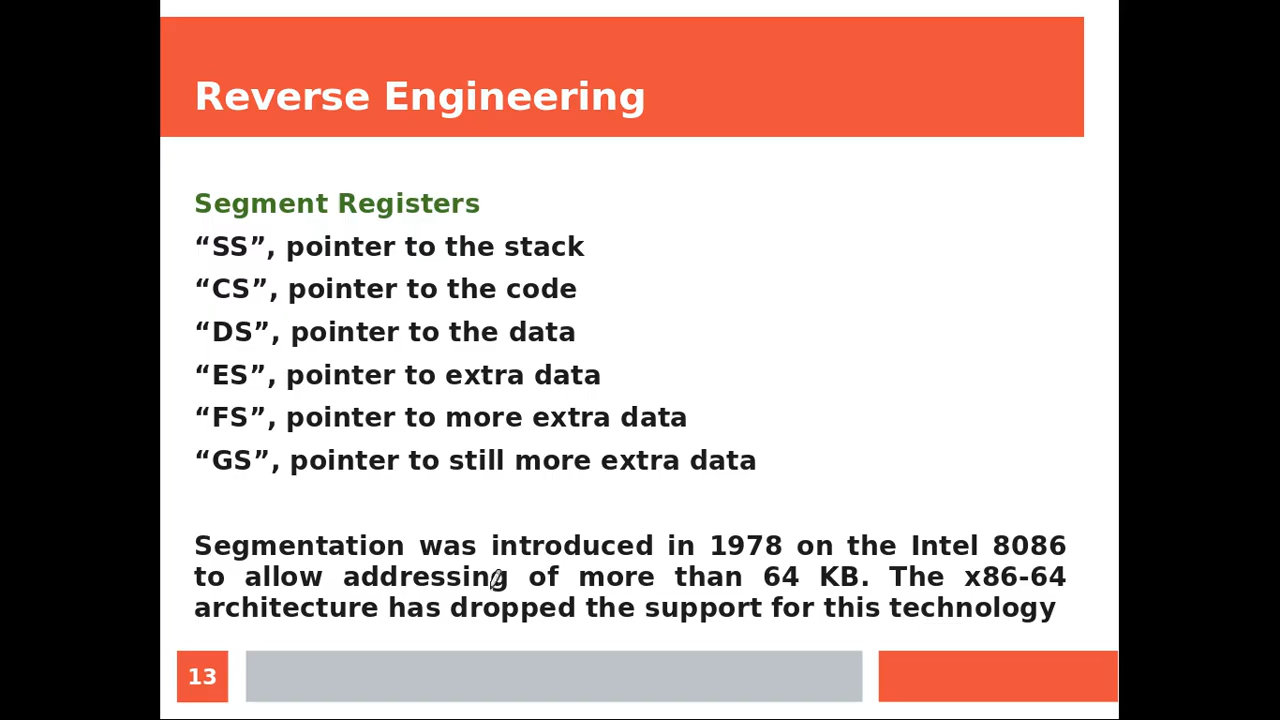 Reverse Engineering
Segment Registers
“SS”, pointer to the stack
“CS”, pointer to the code
“DS”, pointer to the data
“ES”, pointer to extra data
“FS”, pointer to more extra data
“GS”, pointer to still more extra data
Segmentation was introduced in 1978 on the Intel 8086
to allow addressing of more than 64 KB. The x86-64
architecture has dropped the support for this technology
13